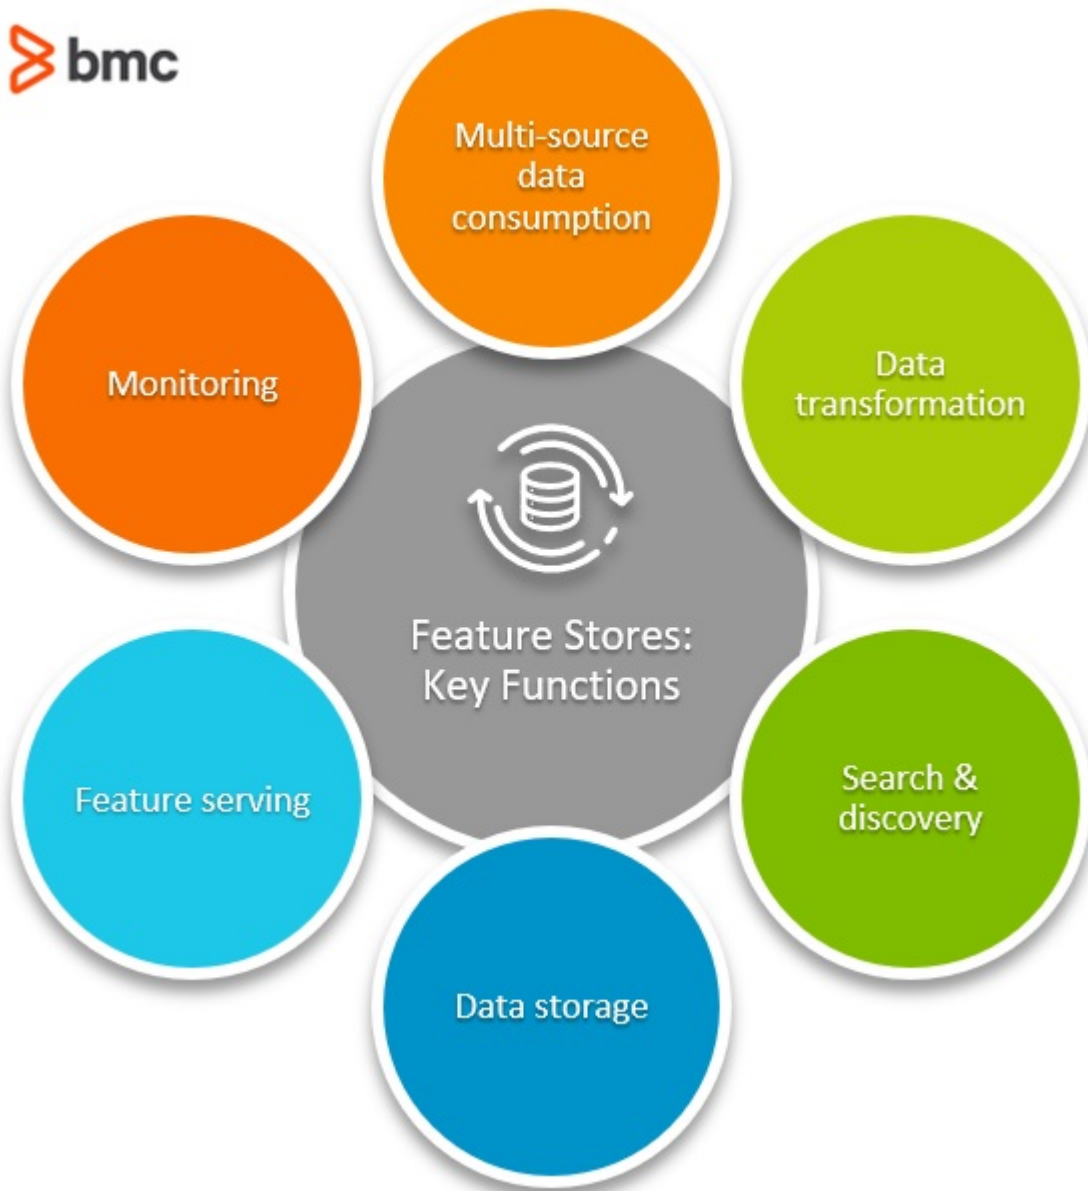 bmc
Multi-source
data
consumption
Data
transformation
Search &
discovery
Data storage
Feature serving
Monitoring
Feature Stores:
Key Functions